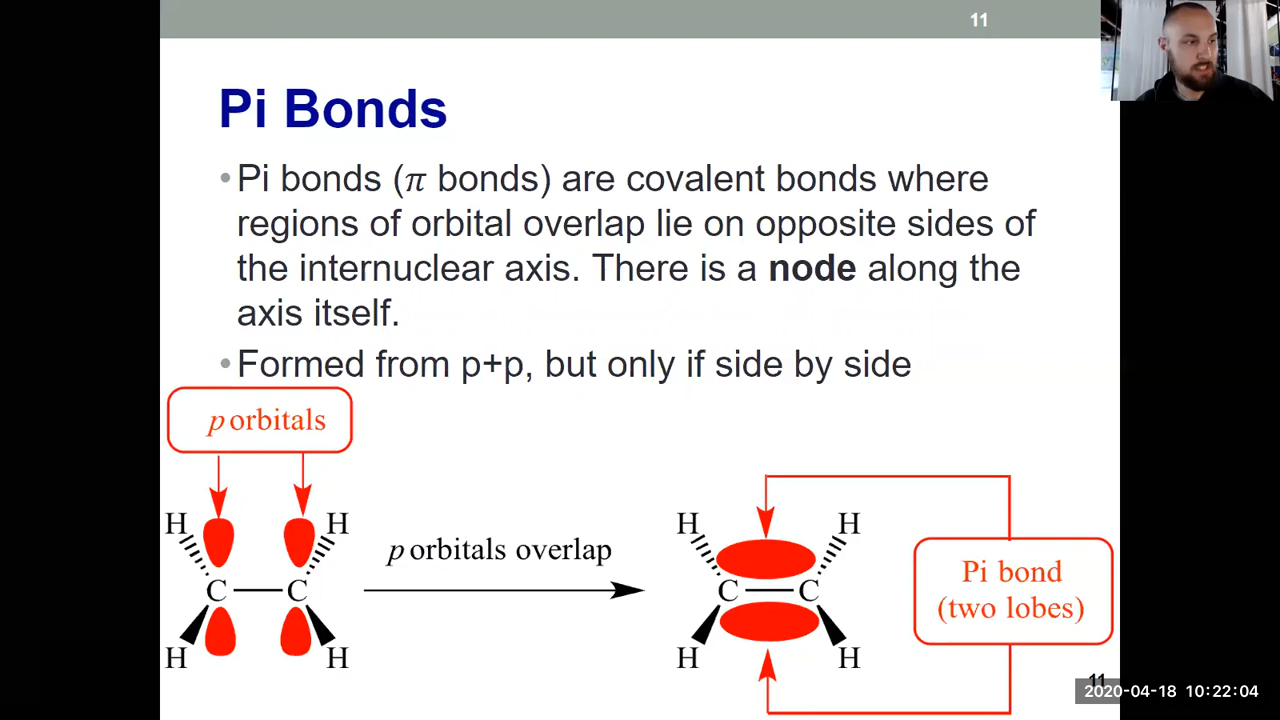 11
Pi Bonds
•Pi bonds (π bonds) are covalent bonds where
regions of orbital overlap lie on opposite sides of
the internuclear axis. There is a node along the
axis itself.
•Formed from p+p, but only if side by side
p orbitals
H H
C C
H H
p orbitals overlap
H H
C C
H H
Pi bond
(two lobes)
11
2020-04-18 10:22:04